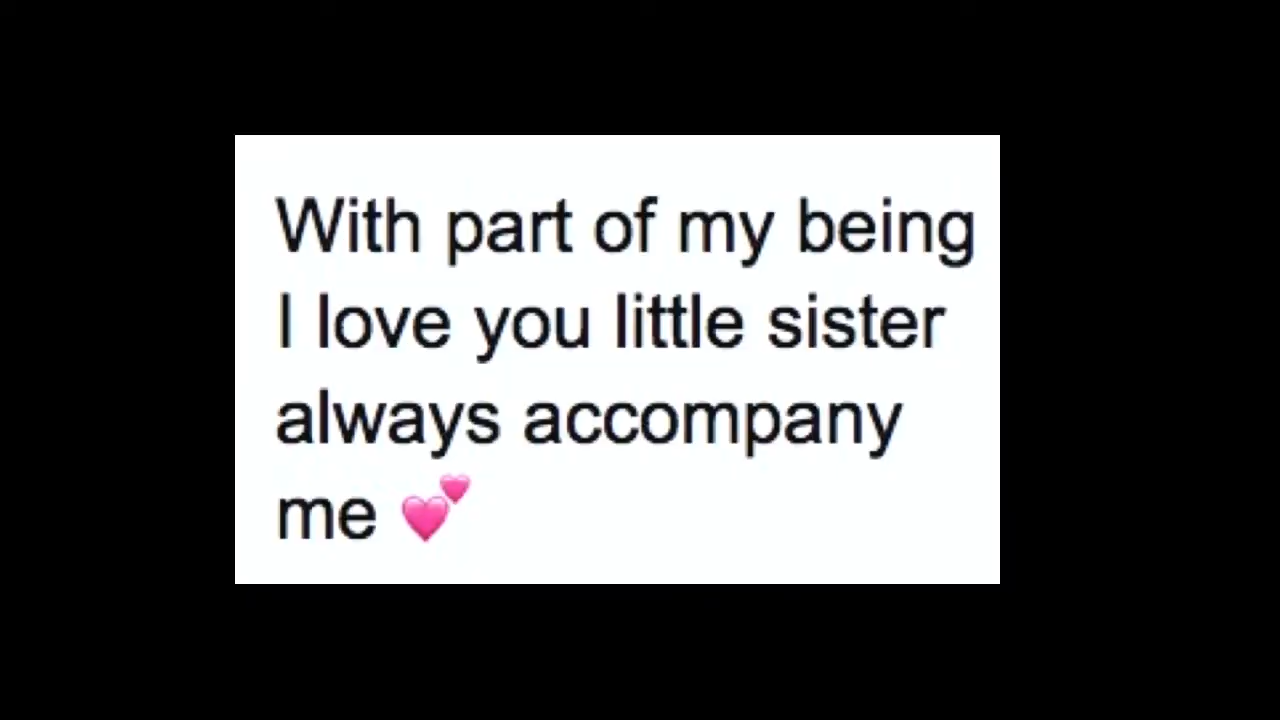 With part of my being
I love you little sister
always accompany
me 💕